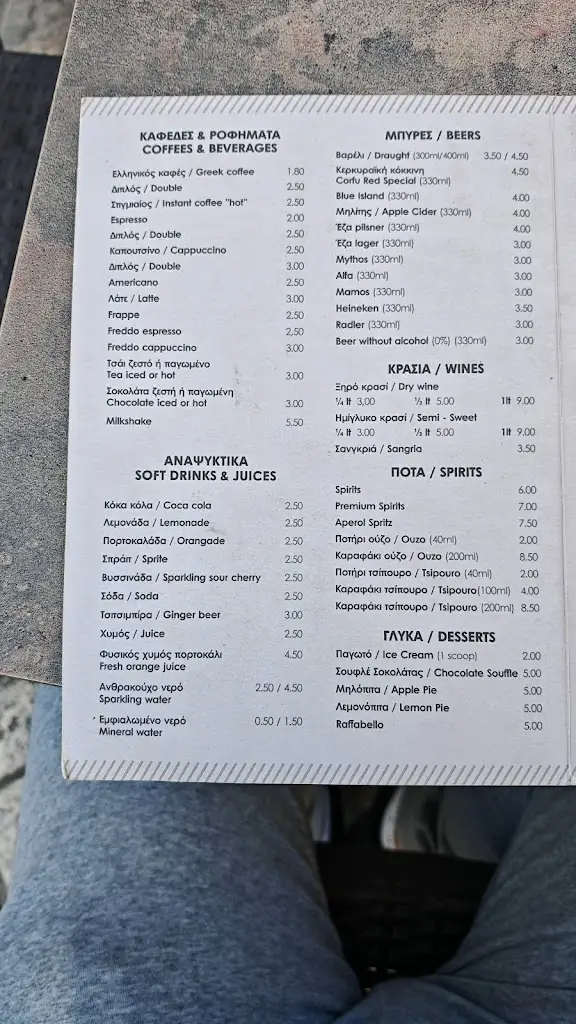 ΚΑΦΕΔΕΣ & ΡΟΦΗΜΑΤΑ
COFFEES & BEVERAGES
Ελληνικός καφές / Greek coffee 1.80
Διπλός / Double 2.50
Στιγμιαίος / Instant coffee "hot" 2.50
Espresso 2.00
Διπλός / Double 2.50
Καπουτσίνο / Cappuccino 2.50
Διπλός / Double 3.00
Americano 2.50
Λάτε / Latte 3.00
Frappe 2.50
Freddo espresso 2.50
Freddo cappuccino 3.00
Τσάι ζεστό ή παγωμένο
Tea iced or hot 3.00
Σοκολάτα ζεστή ή παγωμένη
Chocolate iced or hot 3.00
Milkshake 5.50
ΑΝΑΨΥΚΤΙΚΑ
SOFT DRINKS & JUICES
Κόκα κόλα / Coca cola 2.50
Λεμονάδα / Lemonade 2.50
Πορτοκαλάδα / Orangade 2.50
Σπράιτ / Sprite 2.50
Βυσσινάδα / Sparkling sour cherry 2.50
Σόδα / Soda 2.50
Τσιτσιμπίρα / Ginger beer 3.00
Χυμός / Juice 2.50
Φυσικός χυμός πορτοκάλι 4.50
Fresh orange juice
Ανθρακούχο νερό 2.50 / 4.50
Sparkling water
Εμφιαλωμένο νερό 0.50 / 1.50
Mineral water
ΜΠΥΡΕΣ / BEERS
Βαρέλι / Draught (300ml/400ml) 3.50 / 4.50
Κερκυραϊκή κόκκινη 4.50
Corfu Red Special (330ml)
Blue Island (330ml) 4.00
Μηλίτης / Apple Cider (330ml) 4.00
Έζα pilsner (330ml) 4.00
Έζα lager (330ml) 3.00
Mythos (330ml) 3.00
Alfa (330ml) 3.00
Mamos (330ml) 3.00
Heineken (330ml) 3.50
Radler (330ml) 3.00
Beer without alcohol (0%) (330ml) 3.00
ΚΡΑΣΙΑ / WINES
Ξηρό κρασί / Dry wine
¼ lt 3,00 ½ lt 5.00 1lt 9.00
Ημίγλυκο κρασί / Semi - Sweet
¼ lt 3.00 ½ lt 5.00 1lt 9.00
Σανγκριά / Sangria 3.50
ΠΟΤΑ / SPIRITS
Spirits 6.00
Premium Spirits 7.00
Aperol Spritz 7.50
Ποτήρι ούζο / Ouzo (40ml) 2.00
Καραφάκι ούζο / Ouzo (200ml) 8.50
Ποτήρι τσίπουρο / Tsipouro (40ml) 2.00
Καραφάκι τσίπουρο / Tsipouro(100ml) 4.00
Καραφάκι τσίπουρο / Tsipouro (200ml) 8.50
ΓΛΥΚΑ / DESSERTS
Παγωτό / Ice Cream (1 scoop) 2.00
Σουφλέ Σοκολάτας / Chocolate Souffle 5.00
Μηλόπιτα / Apple Pie 5.00
Λεμονόπιτα / Lemon Pie 5.00
Raffabello 5.00